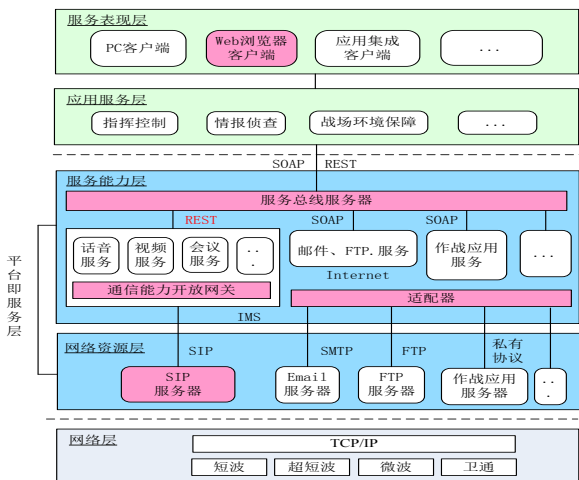 服务表现层
PC客户端
Web浏览器
客户端
应用集成
客户端
...
应用服务层
指挥控制
情报侦查
战场环境保障
...
SOAP
REST
服务能力层
服务总线服务器
REST
SOAP
SOAP
话音
服务
视频
服务
会议
服务
...
邮件、FTP.服务
作战应用
服务
...
Internet
通信能力开放网关
适配器
IMS
平台即服务层
网络资源层
SIP
SMTP
FTP
私有
协议
SIP
服务器
Email
服务器
FTP
服务器
作战应用
服务器
...
网络层
TCP/IP
短波
超短波
微波
卫通